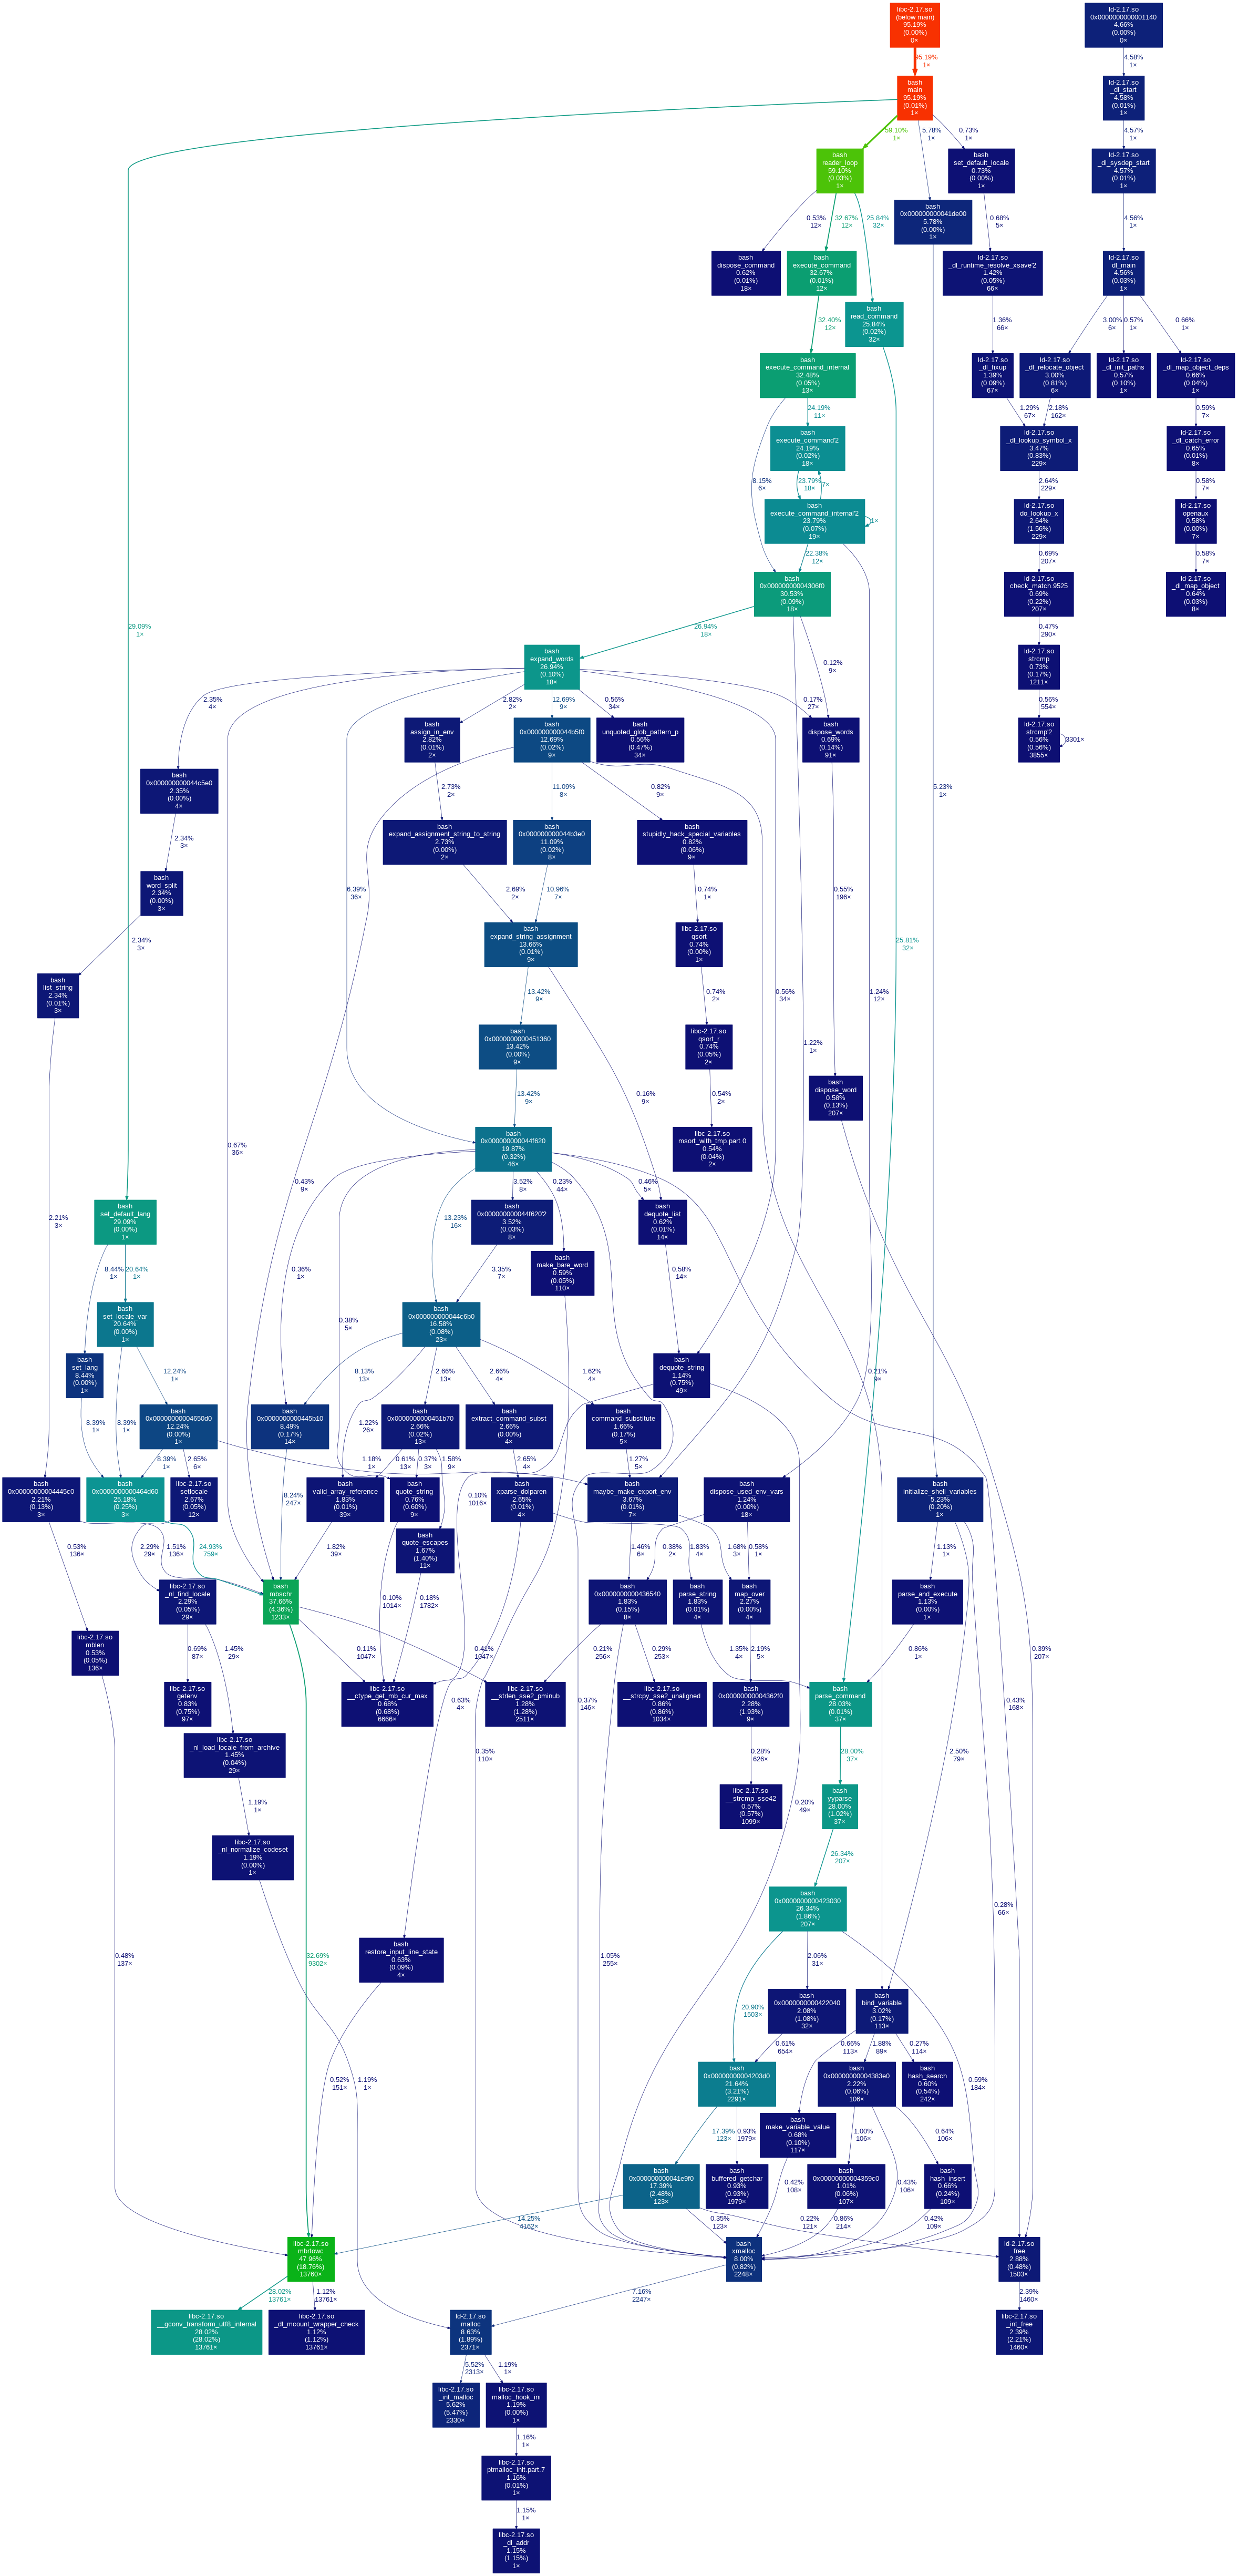 libc-2.17.so
(below main)
95.19%
(0.00%)
0×
ld-2.17.so
0x0000000000001140
4.66%
(0.00%)
0×
95.19%
1×
4.58%
1×
bash
main
95.19%
(0.01%)
1×
ld-2.17.so
_dl_start
4.58%
(0.01%)
1×
59.10%
1×
5.78%
1×
0.73%
1×
4.57%
1×
bash
reader_loop
59.10%
(0.03%)
1×
bash
set_default_locale
0.73%
(0.00%)
1×
ld-2.17.so
_dl_sysdep_start
4.57%
(0.01%)
1×
bash
0x000000000041de00
5.78%
(0.00%)
1×
0.53%
12×
32.67%
12×
25.84%
32×
0.68%
5×
4.56%
1×
bash
dispose_command
0.62%
(0.01%)
18×
bash
execute_command
32.67%
(0.01%)
12×
ld-2.17.so
_dl_runtime_resolve_xsave'2
1.42%
(0.05%)
66×
ld-2.17.so
dl_main
4.56%
(0.03%)
1×
bash
read_command
25.84%
(0.02%)
32×
32.40%
12×
1.36%
66×
3.00%
6×
0.57%
1×
0.66%
1×
bash
execute_command_internal
32.48%
(0.05%)
13×
ld-2.17.so
_dl_fixup
1.39%
(0.09%)
67×
ld-2.17.so
_dl_relocate_object
3.00%
(0.81%)
6×
ld-2.17.so
_dl_init_paths
0.57%
(0.10%)
1×
ld-2.17.so
_dl_map_object_deps
0.66%
(0.04%)
1×
24.19%
11×
1.29%
67×
2.18%
162×
0.59%
7×
bash
execute_command'2
24.19%
(0.02%)
18×
ld-2.17.so
_dl_lookup_symbol_x
3.47%
(0.83%)
229×
ld-2.17.so
_dl_catch_error
0.65%
(0.01%)
8×
8.15%
6×
23.79%
18×
7×
2.64%
229×
0.58%
7×
bash
execute_command_internal'2
23.79%
(0.07%)
19×
1×
ld-2.17.so
do_lookup_x
2.64%
(1.56%)
229×
ld-2.17.so
openaux
0.58%
(0.00%)
7×
22.38%
12×
0.69%
207×
0.58%
7×
bash
0x00000000004306f0
30.53%
(0.09%)
18×
ld-2.17.so
check_match.9525
0.69%
(0.22%)
207×
ld-2.17.so
_dl_map_object
0.64%
(0.03%)
8×
29.09%
1×
26.94%
18×
0.47%
290×
bash
expand_words
26.94%
(0.10%)
18×
0.12%
9×
ld-2.17.so
strcmp
0.73%
(0.17%)
1211×
2.35%
4×
2.82%
2×
12.69%
9×
0.56%
34×
0.17%
27×
0.56%
554×
bash
assign_in_env
2.82%
(0.01%)
2×
bash
0x000000000044b5f0
12.69%
(0.02%)
9×
bash
unquoted_glob_pattern_p
0.56%
(0.47%)
34×
bash
dispose_words
0.69%
(0.14%)
91×
ld-2.17.so
strcmp'2
0.56%
(0.56%)
3855×
3301×
bash
0x000000000044c5e0
2.35%
(0.00%)
4×
2.73%
2×
11.09%
8×
0.82%
9×
5.23%
1×
bash
expand_assignment_string_to_string
2.73%
(0.00%)
2×
bash
0x000000000044b3e0
11.09%
(0.02%)
8×
bash
stupidly_hack_special_variables
0.82%
(0.06%)
9×
2.34%
3×
bash
word_split
2.34%
(0.00%)
3×
6.39%
36×
2.69%
2×
10.96%
7×
0.74%
1×
0.55%
196×
2.34%
3×
bash
expand_string_assignment
13.66%
(0.01%)
9×
libc-2.17.so
qsort
0.74%
(0.00%)
1×
25.81%
32×
bash
list_string
2.34%
(0.01%)
3×
13.42%
9×
0.74%
2×
0.56%
34×
1.24%
12×
bash
0x0000000000451360
13.42%
(0.00%)
9×
libc-2.17.so
qsort_r
0.74%
(0.05%)
2×
1.22%
1×
13.42%
9×
0.16%
9×
0.54%
2×
bash
dispose_word
0.58%
(0.13%)
207×
0.67%
36×
bash
0x000000000044f620
19.87%
(0.32%)
46×
libc-2.17.so
msort_with_tmp.part.0
0.54%
(0.04%)
2×
0.43%
9×
3.52%
8×
0.23%
44×
0.46%
5×
2.21%
3×
bash
set_default_lang
29.09%
(0.00%)
1×
13.23%
16×
bash
0x000000000044f620'2
3.52%
(0.03%)
8×
bash
dequote_list
0.62%
(0.01%)
14×
8.44%
1×
20.64%
1×
0.36%
1×
3.35%
7×
bash
make_bare_word
0.59%
(0.05%)
110×
0.58%
14×
bash
set_locale_var
20.64%
(0.00%)
1×
0.38%
5×
bash
0x000000000044c6b0
16.58%
(0.08%)
23×
bash
set_lang
8.44%
(0.00%)
1×
12.24%
1×
8.13%
13×
2.66%
13×
2.66%
4×
1.62%
4×
bash
dequote_string
1.14%
(0.75%)
49×
0.21%
9×
8.39%
1×
8.39%
1×
bash
0x00000000004650d0
12.24%
(0.00%)
1×
bash
0x0000000000445b10
8.49%
(0.17%)
14×
1.22%
26×
bash
0x0000000000451b70
2.66%
(0.02%)
13×
bash
extract_command_subst
2.66%
(0.00%)
4×
bash
command_substitute
1.66%
(0.17%)
5×
8.39%
1×
2.65%
6×
1.18%
1×
0.61%
13×
0.37%
3×
1.58%
9×
2.65%
4×
1.27%
5×
bash
0x00000000004445c0
2.21%
(0.13%)
3×
bash
0x0000000000464d60
25.18%
(0.25%)
3×
libc-2.17.so
setlocale
2.67%
(0.05%)
12×
8.24%
247×
bash
valid_array_reference
1.83%
(0.01%)
39×
bash
quote_string
0.76%
(0.60%)
9×
0.10%
1016×
bash
xparse_dolparen
2.65%
(0.01%)
4×
bash
maybe_make_export_env
3.67%
(0.01%)
7×
bash
dispose_used_env_vars
1.24%
(0.00%)
18×
bash
initialize_shell_variables
5.23%
(0.20%)
1×
0.53%
136×
2.29%
29×
1.51%
136×
24.93%
759×
1.82%
39×
bash
quote_escapes
1.67%
(1.40%)
11×
1.46%
6×
0.38%
2×
1.83%
4×
1.68%
3×
0.58%
1×
1.13%
1×
libc-2.17.so
_nl_find_locale
2.29%
(0.05%)
29×
bash
mbschr
37.66%
(4.36%)
1233×
0.10%
1014×
0.18%
1782×
bash
0x0000000000436540
1.83%
(0.15%)
8×
bash
parse_string
1.83%
(0.01%)
4×
bash
map_over
2.27%
(0.00%)
4×
bash
parse_and_execute
1.13%
(0.00%)
1×
libc-2.17.so
mblen
0.53%
(0.05%)
136×
0.69%
87×
1.45%
29×
0.11%
1047×
0.41%
1047×
0.21%
256×
0.29%
253×
1.35%
4×
2.19%
5×
0.86%
1×
0.39%
207×
libc-2.17.so
getenv
0.83%
(0.75%)
97×
libc-2.17.so
__ctype_get_mb_cur_max
0.68%
(0.68%)
6666×
0.63%
4×
libc-2.17.so
__strlen_sse2_pminub
1.28%
(1.28%)
2511×
0.37%
146×
libc-2.17.so
__strcpy_sse2_unaligned
0.86%
(0.86%)
1034×
bash
0x00000000004362f0
2.28%
(1.93%)
9×
bash
parse_command
28.03%
(0.01%)
37×
0.43%
168×
libc-2.17.so
_nl_load_locale_from_archive
1.45%
(0.04%)
29×
0.35%
110×
0.28%
626×
28.00%
37×
2.50%
79×
1.19%
1×
libc-2.17.so
__strcmp_sse42
0.57%
(0.57%)
1099×
0.20%
49×
bash
yyparse
28.00%
(1.02%)
37×
libc-2.17.so
_nl_normalize_codeset
1.19%
(0.00%)
1×
26.34%
207×
bash
0x0000000000423030
26.34%
(1.86%)
207×
0.28%
66×
0.48%
137×
32.69%
9302×
bash
restore_input_line_state
0.63%
(0.09%)
4×
1.05%
255×
2.06%
31×
20.90%
1503×
bash
0x0000000000422040
2.08%
(1.08%)
32×
bash
bind_variable
3.02%
(0.17%)
113×
0.61%
654×
0.66%
113×
1.88%
89×
0.27%
114×
0.52%
151×
1.19%
1×
bash
0x00000000004203d0
21.64%
(3.21%)
2291×
bash
0x00000000004383e0
2.22%
(0.06%)
106×
bash
hash_search
0.60%
(0.54%)
242×
0.59%
184×
17.39%
123×
0.93%
1979×
bash
make_variable_value
0.68%
(0.10%)
117×
1.00%
106×
0.64%
106×
bash
0x000000000041e9f0
17.39%
(2.48%)
123×
bash
buffered_getchar
0.93%
(0.93%)
1979×
0.42%
108×
bash
0x00000000004359c0
1.01%
(0.06%)
107×
0.43%
106×
bash
hash_insert
0.66%
(0.24%)
109×
14.25%
4162×
0.35%
123×
0.22%
121×
0.86%
214×
0.42%
109×
libc-2.17.so
mbrtowc
47.96%
(18.76%)
13760×
bash
xmalloc
8.00%
(0.82%)
2248×
ld-2.17.so
free
2.88%
(0.48%)
1503×
28.02%
13761×
1.12%
13761×
7.16%
2247×
2.39%
1460×
libc-2.17.so
__gconv_transform_utf8_internal
28.02%
(28.02%)
13761×
libc-2.17.so
_dl_mcount_wrapper_check
1.12%
(1.12%)
13761×
ld-2.17.so
malloc
8.63%
(1.89%)
2371×
libc-2.17.so
_int_free
2.39%
(2.21%)
1460×
5.52%
2313×
1.19%
1×
libc-2.17.so
_int_malloc
5.62%
(5.47%)
2330×
libc-2.17.so
malloc_hook_ini
1.19%
(0.00%)
1×
1.16%
1×
libc-2.17.so
ptmalloc_init.part.7
1.16%
(0.01%)
1×
1.15%
1×
libc-2.17.so
_dl_addr
1.15%
(1.15%)
1×